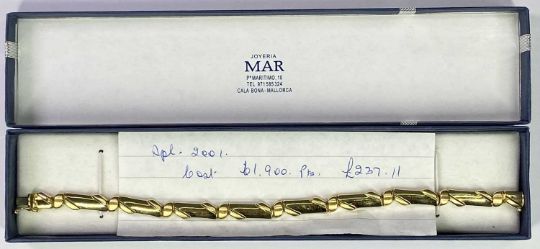 JOYERIA
MAR
Pº MARITIMO, 16
TEL 971 585 324
CALA BONA - MALLORCA
Spt. 2001.
Cost 61.900. Pts. £237.11